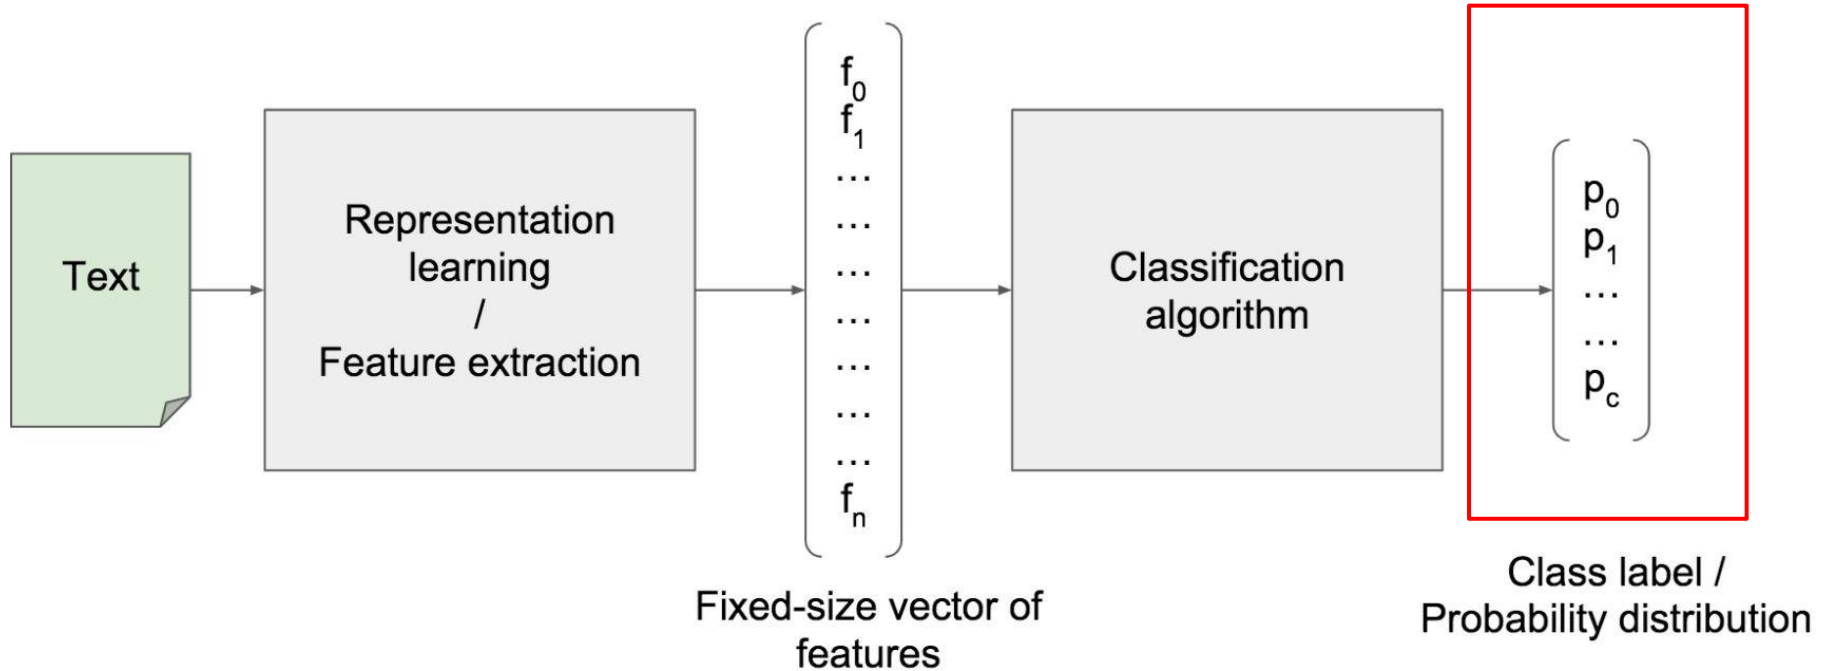 Text
Representation
learning
/
Feature extraction
f0
f1
...
...
...
...
...
...
...
fn
Fixed-size vector of
features
Classification
algorithm
p0
p1
...
...
pc
Class label /
Probability distribution